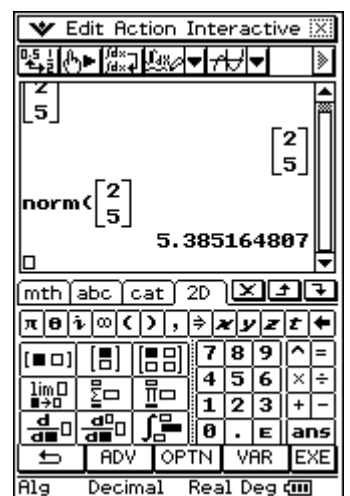 Edit Action Interactive
2
5
2
5
norm(
2
5
5.385164807
mth abc cat 2D
π θ i ∞ ( ) , ⇒ x y z t ←
7 8 9 ^ =
lim 4 5 6 × ÷
Σ Π 1 2 3 + −
d d ∫ 0 . E ans
ADV OPTN VAR EXE
Alg Decimal Real Deg